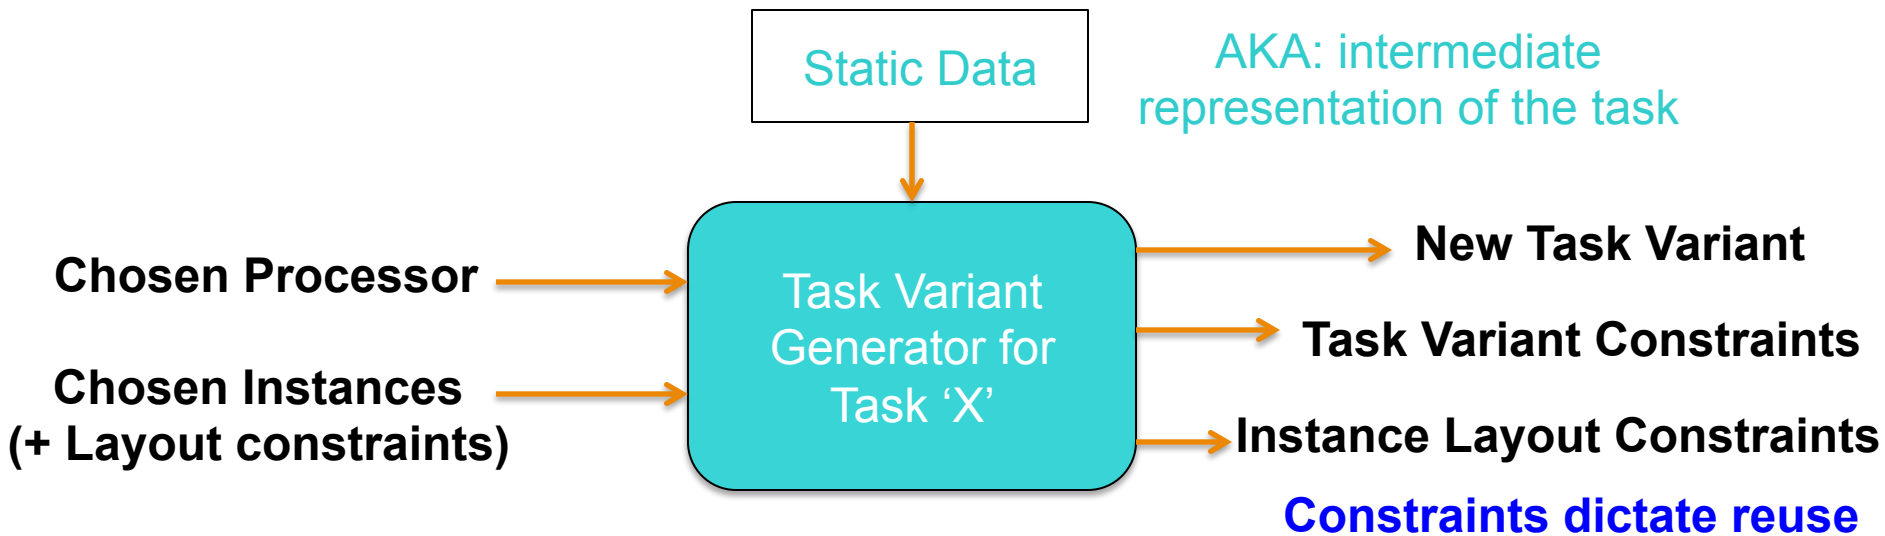 Static Data
AKA: intermediate
representation of the task
Chosen Processor
Chosen Instances
(+ Layout constraints)
Task Variant
Generator for
Task ‘X’
New Task Variant
Task Variant Constraints
Instance Layout Constraints
Constraints dictate reuse